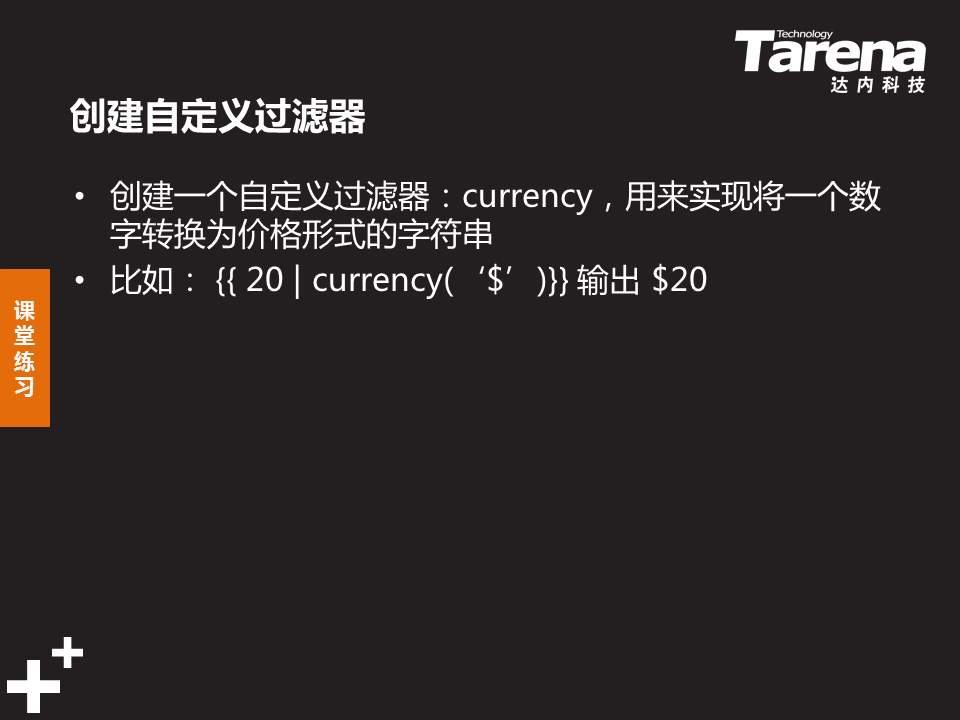 Technology
Tarena
达内科技
创建自定义过滤器
• 创建一个自定义过滤器：currency，用来实现将一个数
字转换为价格形式的字符串
• 比如： {{ 20 | currency( ‘$’ )}} 输出 $20
课
堂
练
习